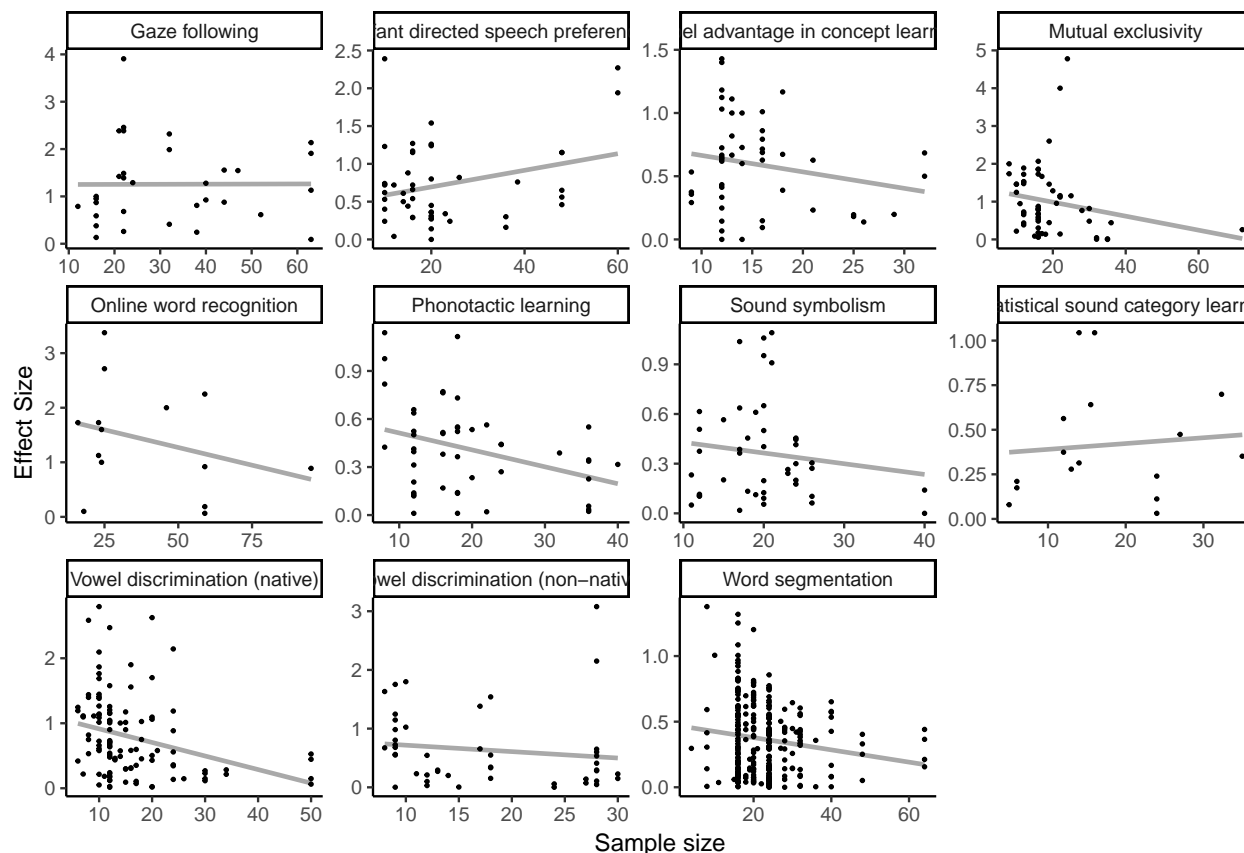 Gaze following
fant directed speech preferen
el advantage in concept learn
Mutual exclusivity
4
3
2
1
0
10 20 30 40 50 60
2.5
2.0
1.5
1.0
0.5
0.0
20 40 60
1.5
1.0
0.5
0.0
10 15 20 25 30
5
4
3
2
1
0
20 40 60
Online word recognition
Phonotactic learning
Sound symbolism
atistical sound category learn
3
2
1
0
25 50 75
0.9
0.6
0.3
0.0
10 20 30 40
0.9
0.6
0.3
0.0
20 30 40
1.00
0.75
0.50
0.25
0.00
10 20 30
Vowel discrimination (native)
owel discrimination (non−nativ
Word segmentation
2
1
0
10 20 30 40 50
3
2
1
0
10 15 20 25 30
1.0
0.5
0.0
20 40 60
Effect Size
Sample size